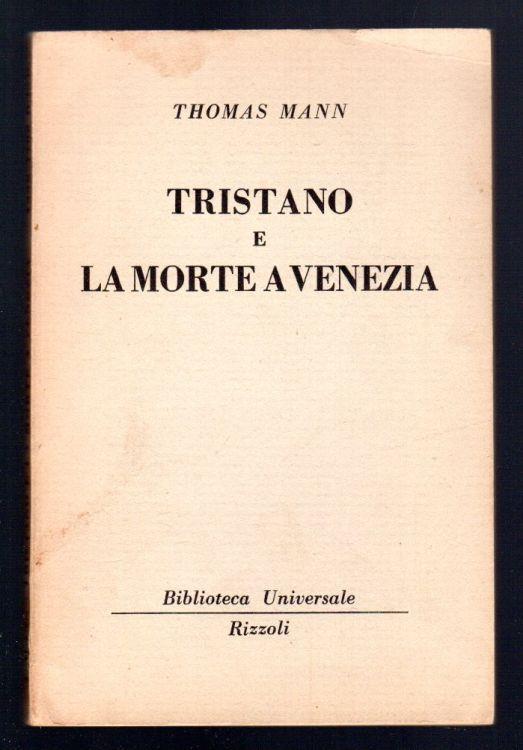 THOMAS MANN
TRISTANO
E
LA MORTE A VENEZIA
Biblioteca Universale
Rizzoli